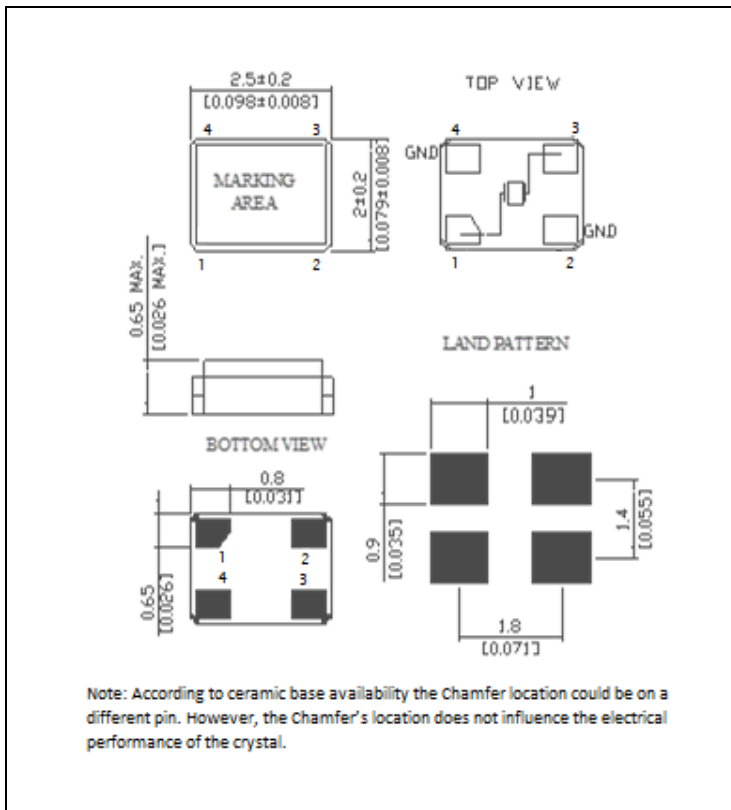 2.5±0.2
[0.098±0.008]
TOP VIEW
4 3
4 3
GND
MARKING
AREA
2±0.2
[0.079±0.008]
GND
1 2
1 2
0.65 MAX.
[0.026 MAX.]
LAND PATTERN
1
[0.039]
BOTTOM VIEW
0.8
[0.031]
1 2
4 3
0.65
[0.026]
0.9
[0.035]
1.4
[0.055]
1.8
[0.071]
Note: According to ceramic base availability the Chamfer location could be on a
different pin. However, the Chamfer's location does not influence the electrical
performance of the crystal.